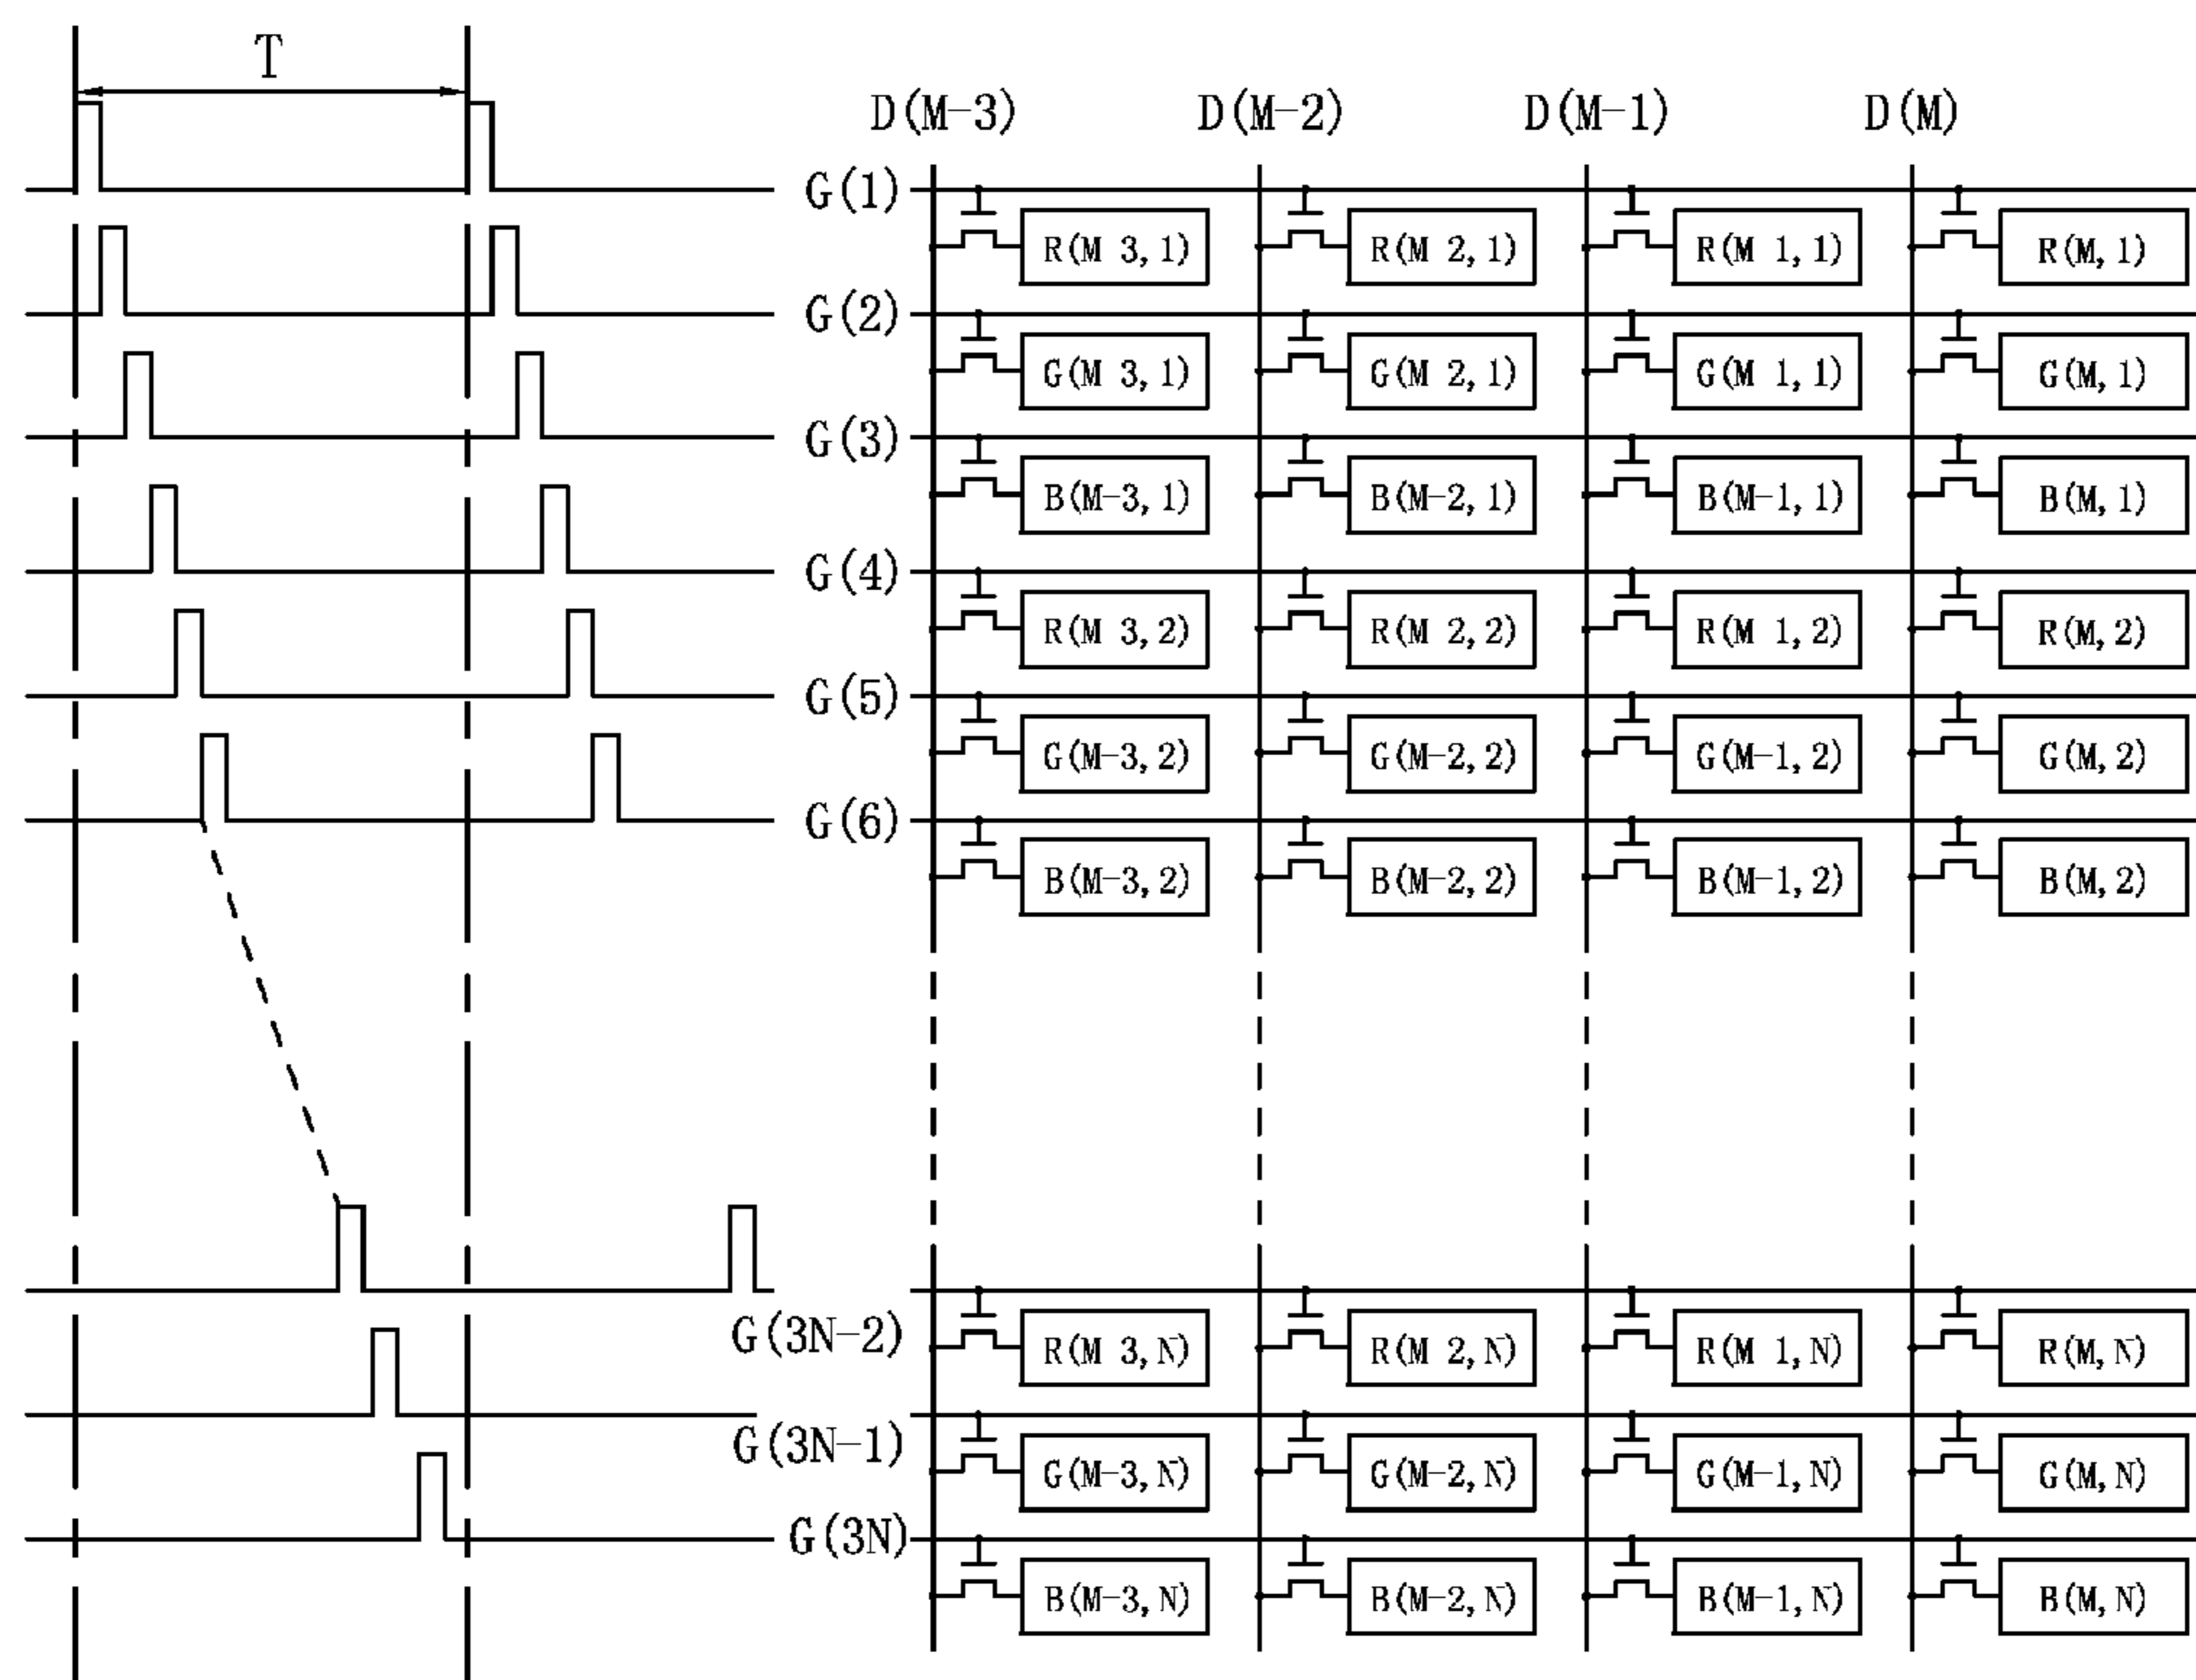 T
D(M-3) D(M-2) D(M-1) D(M)
G(1)
R(M 3, 1) R(M 2, 1) R(M 1, 1) R(M, 1)
G(2)
G(M 3, 1) G(M 2, 1) G(M 1, 1) G(M, 1)
G(3)
B(M-3, 1) B(M-2, 1) B(M-1, 1) B(M, 1)
G(4)
R(M 3, 2) R(M 2, 2) R(M 1, 2) R(M, 2)
G(5)
G(M-3, 2) G(M-2, 2) G(M-1, 2) G(M, 2)
G(6)
B(M-3, 2) B(M-2, 2) B(M-1, 2) B(M, 2)
G(3N-2)
R(M 3, N) R(M 2, N) R(M 1, N) R(M, N)
G(3N-1)
G(M-3, N) G(M-2, N) G(M-1, N) G(M, N)
G(3N)
B(M-3, N) B(M-2, N) B(M-1, N) B(M, N)